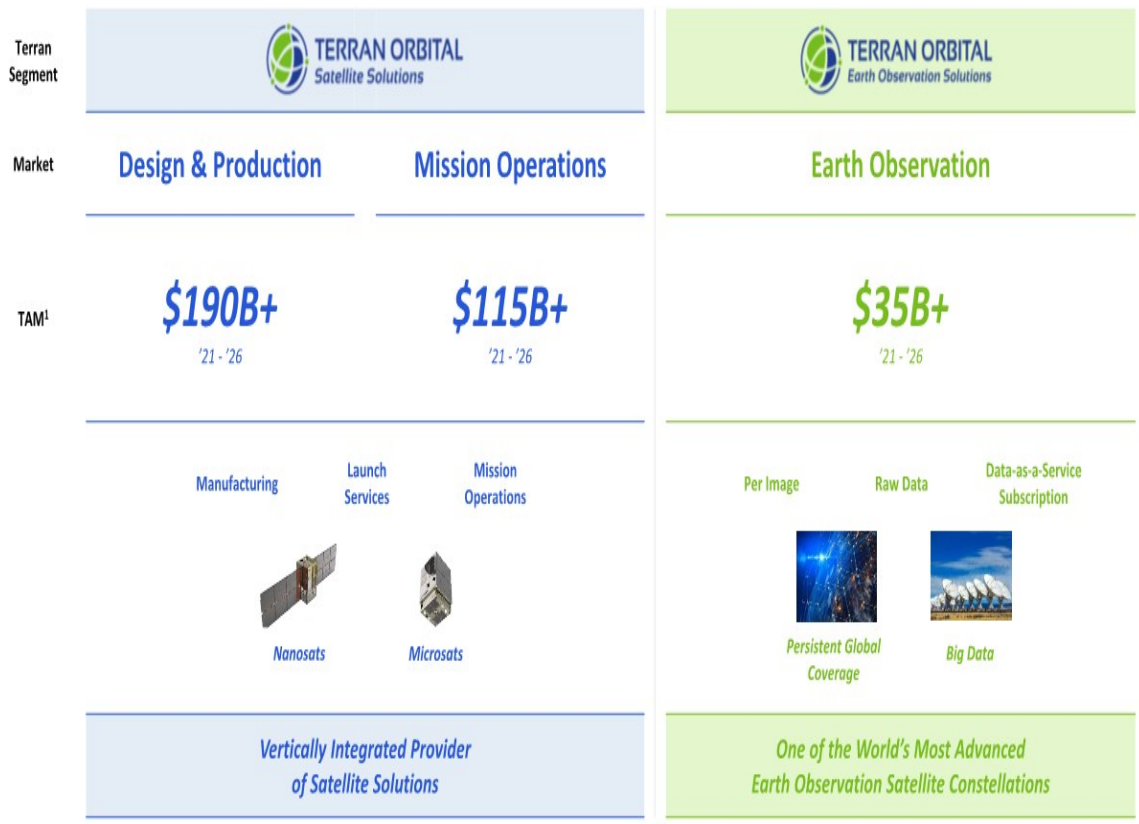 Terran
Segment
TERRAN ORBITAL
Satellite Solutions
TERRAN ORBITAL
Earth Observation Solutions
Market
Design & Production
Mission Operations
Earth Observation
TAM¹
$190B+
'21 - '26
$115B+
'21 - '26
$35B+
'21 - '26
Manufacturing
Launch
Services
Mission
Operations
Per Image
Raw Data
Data-as-a-Service
Subscription
Nanosats
Microsats
Persistent Global
Coverage
Big Data
Vertically Integrated Provider
of Satellite Solutions
One of the World's Most Advanced
Earth Observation Satellite Constellations